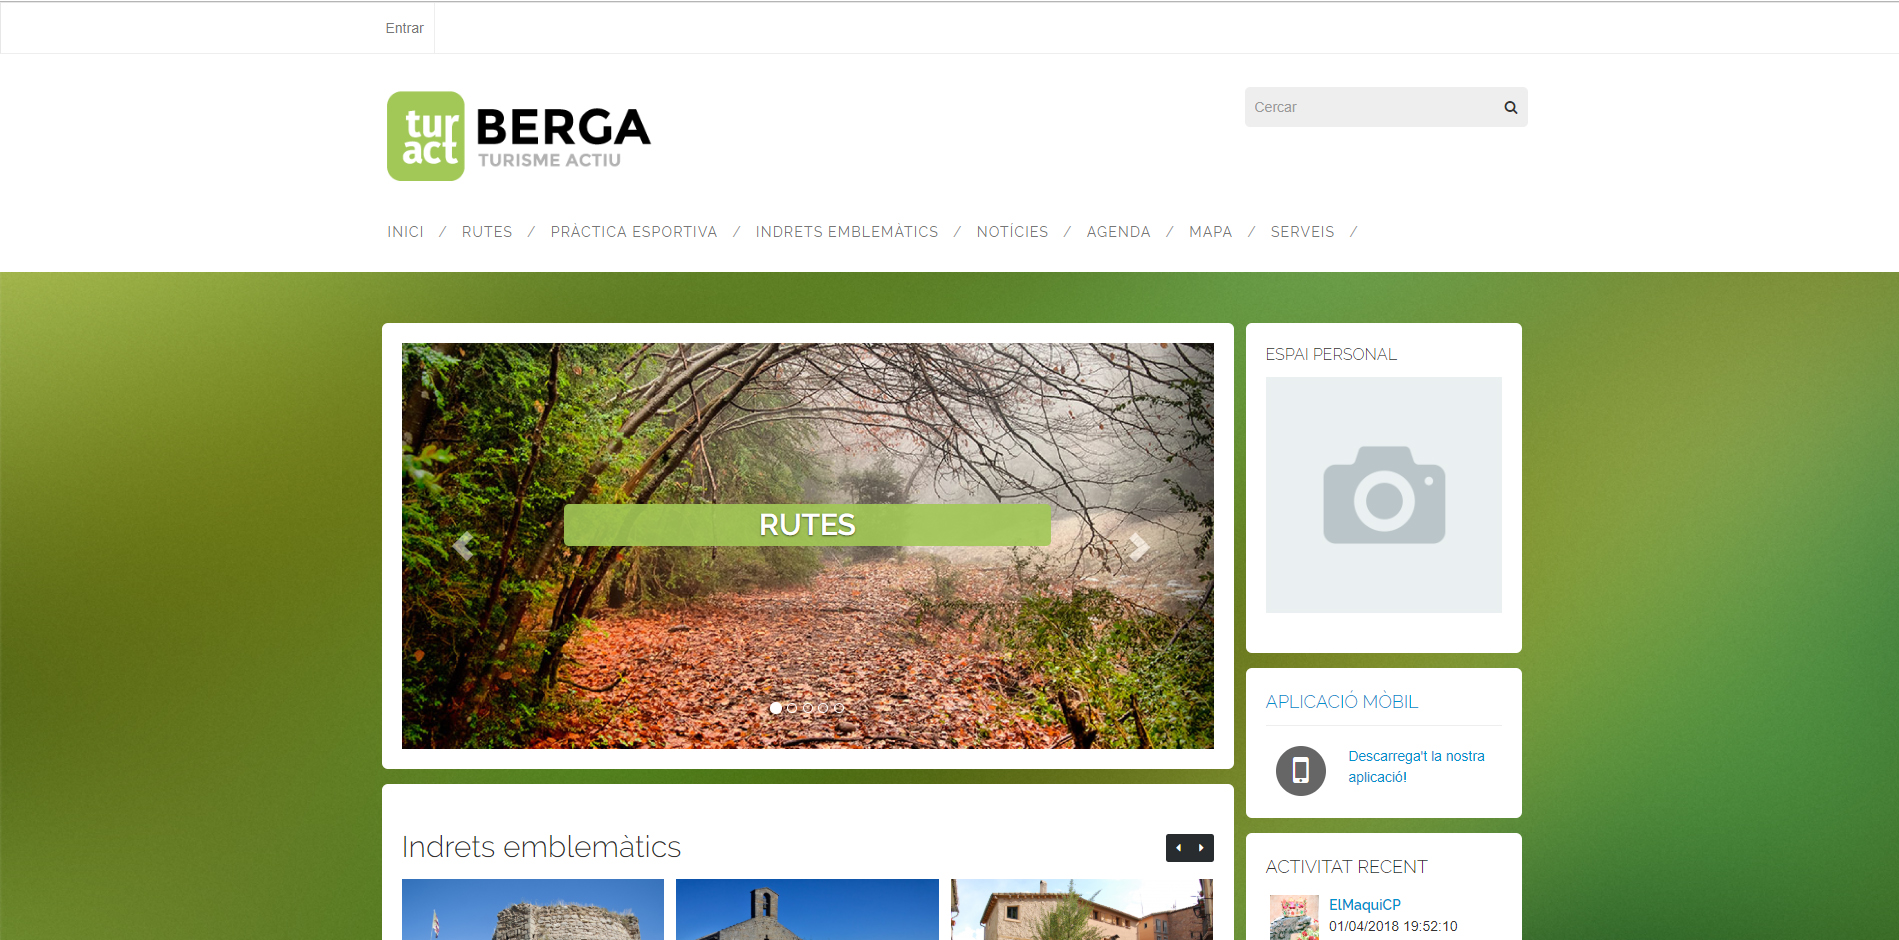 Entrar
tur
act
BERGA
TURISME ACTIU
Cercar
INICI / RUTES / PRÀCTICA ESPORTIVA / INDRETS EMBLEMÀTICS / NOTÍCIES / AGENDA / MAPA / SERVEIS /
RUTES
ESPAI PERSONAL
APLICACIÓ MÒBIL
Descarrega't la nostra
aplicació!
Indrets emblemàtics
ACTIVITAT RECENT
ElMaquiCP
01/04/2018 19:52:10